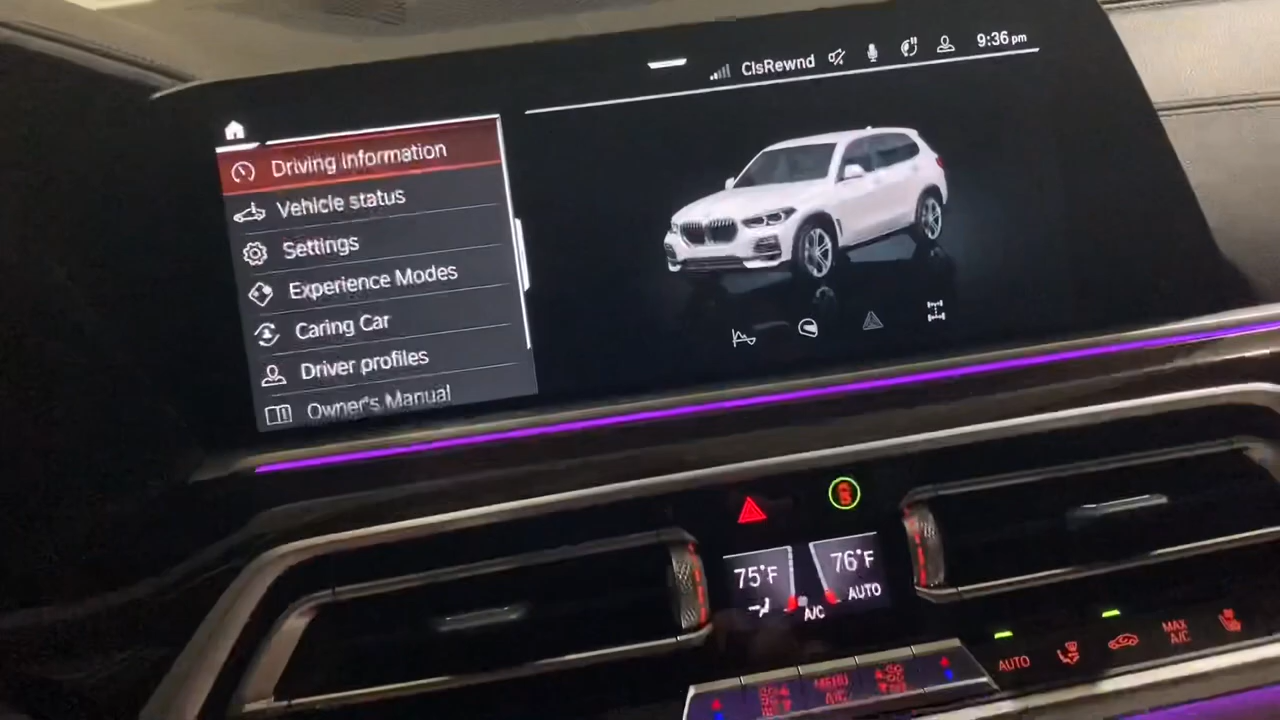 ClsRewnd 9:36 pm
Driving information
Vehicle status
Settings
Experience Modes
Caring Car
Driver profiles
Owner's Manual
75°F 76°F
A/C AUTO
AUTO MAX A/C
MENU
A/C